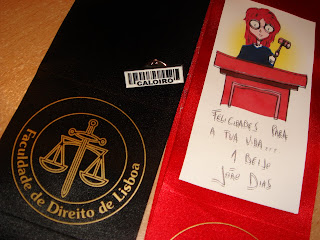 CALOIRO
Faculdade de Direito de Lisboa
FELICIDADES PARA
A TUA VIDA...
1 BEIJO
João DIAS